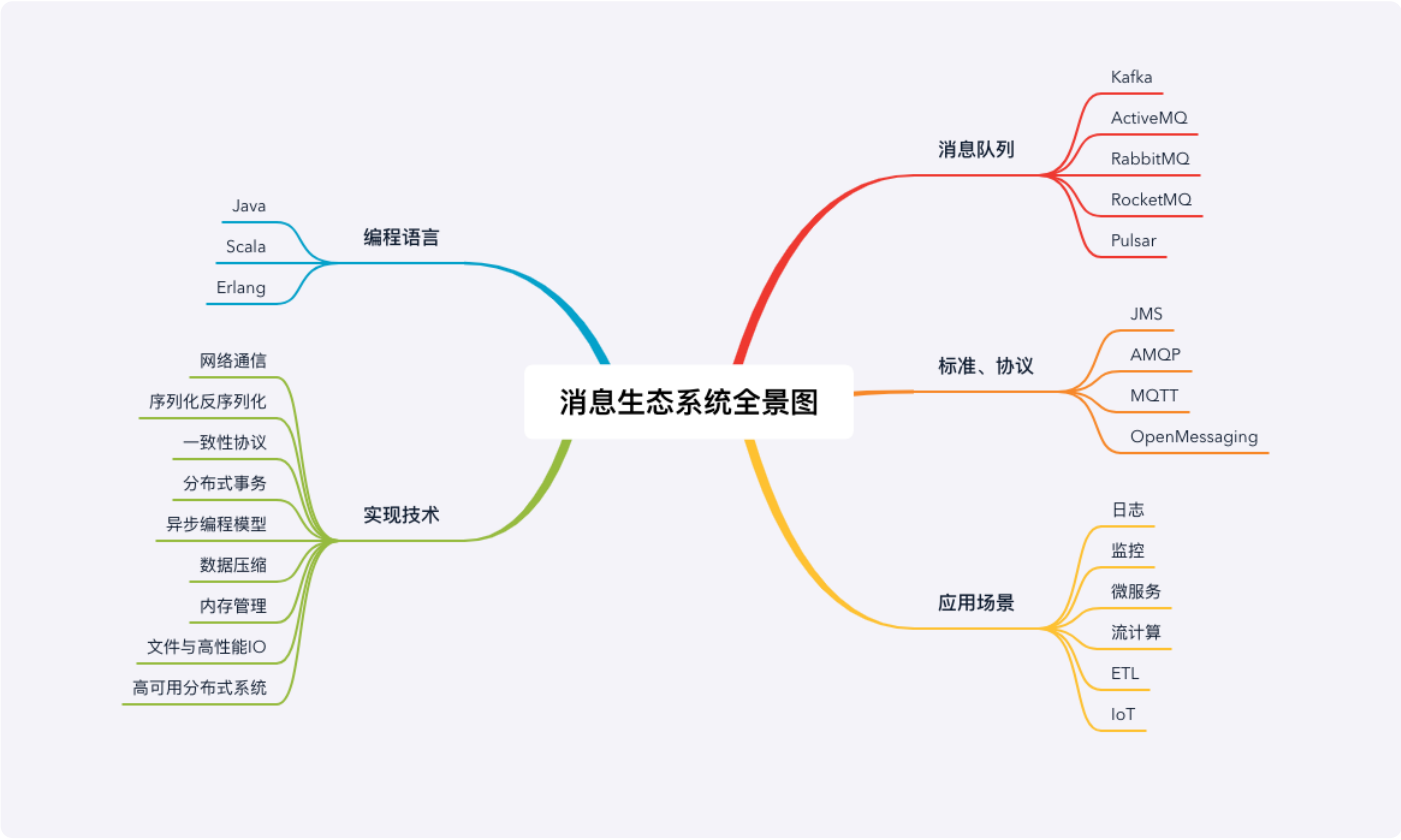 消息生态系统全景图
消息队列
Kafka
ActiveMQ
RabbitMQ
RocketMQ
Pulsar
标准、协议
JMS
AMQP
MQTT
OpenMessaging
应用场景
日志
监控
微服务
流计算
ETL
IoT
编程语言
Java
Scala
Erlang
实现技术
网络通信
序列化反序列化
一致性协议
分布式事务
异步编程模型
数据压缩
内存管理
文件与高性能IO
高可用分布式系统